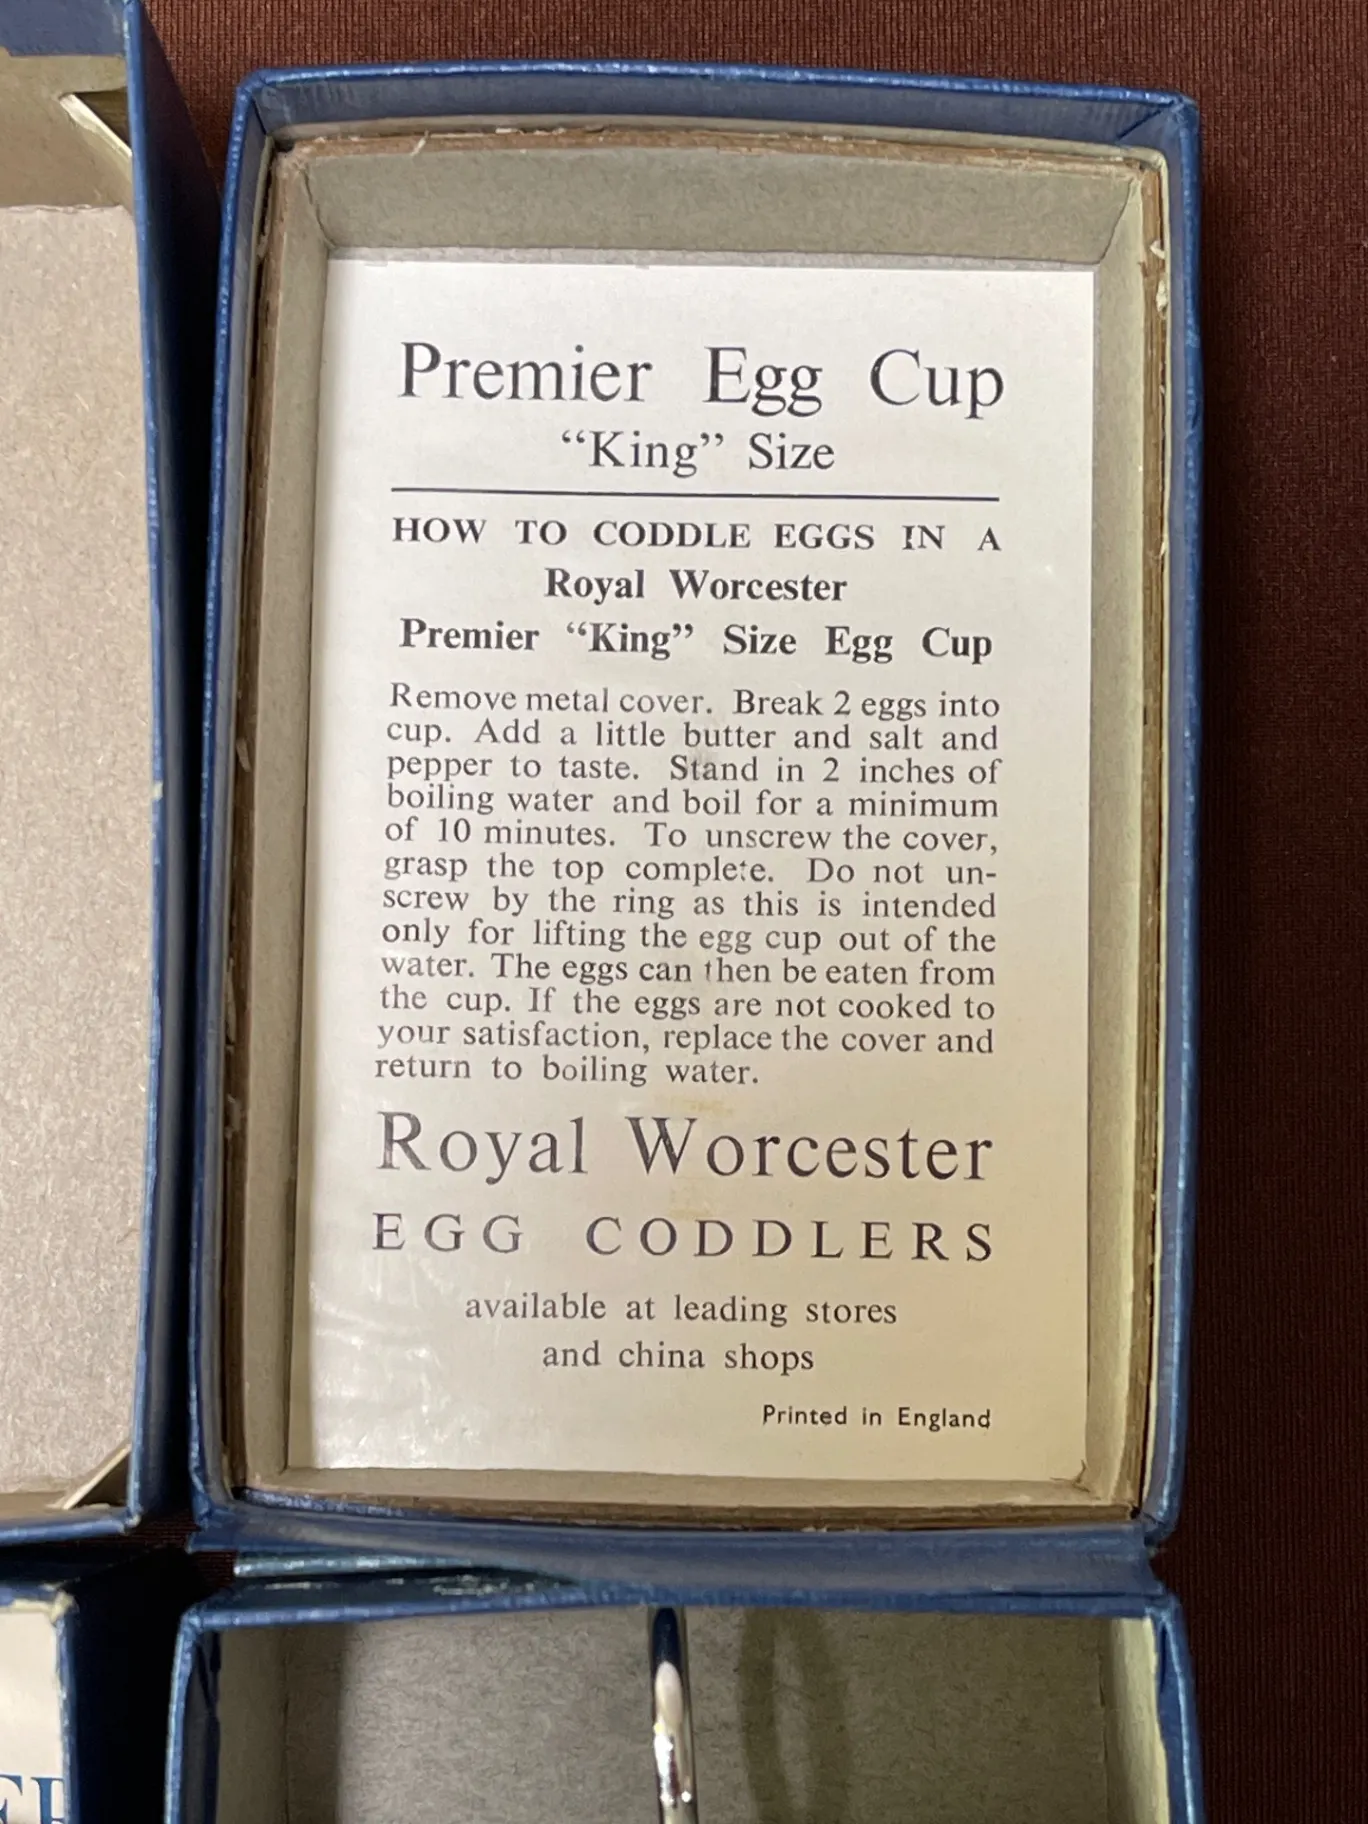 Premier Egg Cup
“King” Size
HOW TO CODDLE EGGS IN A
Royal Worcester
Premier “King” Size Egg Cup
Remove metal cover. Break 2 eggs into
cup. Add a little butter and salt and
pepper to taste. Stand in 2 inches of
boiling water and boil for a minimum
of 10 minutes. To unscrew the cover,
grasp the top complete. Do not un-
screw by the ring as this is intended
only for lifting the egg cup out of the
water. The eggs can then be eaten from
the cup. If the eggs are not cooked to
your satisfaction, replace the cover and
return to boiling water.
Royal Worcester
EGG CODDLERS
available at leading stores
and china shops
Printed in England